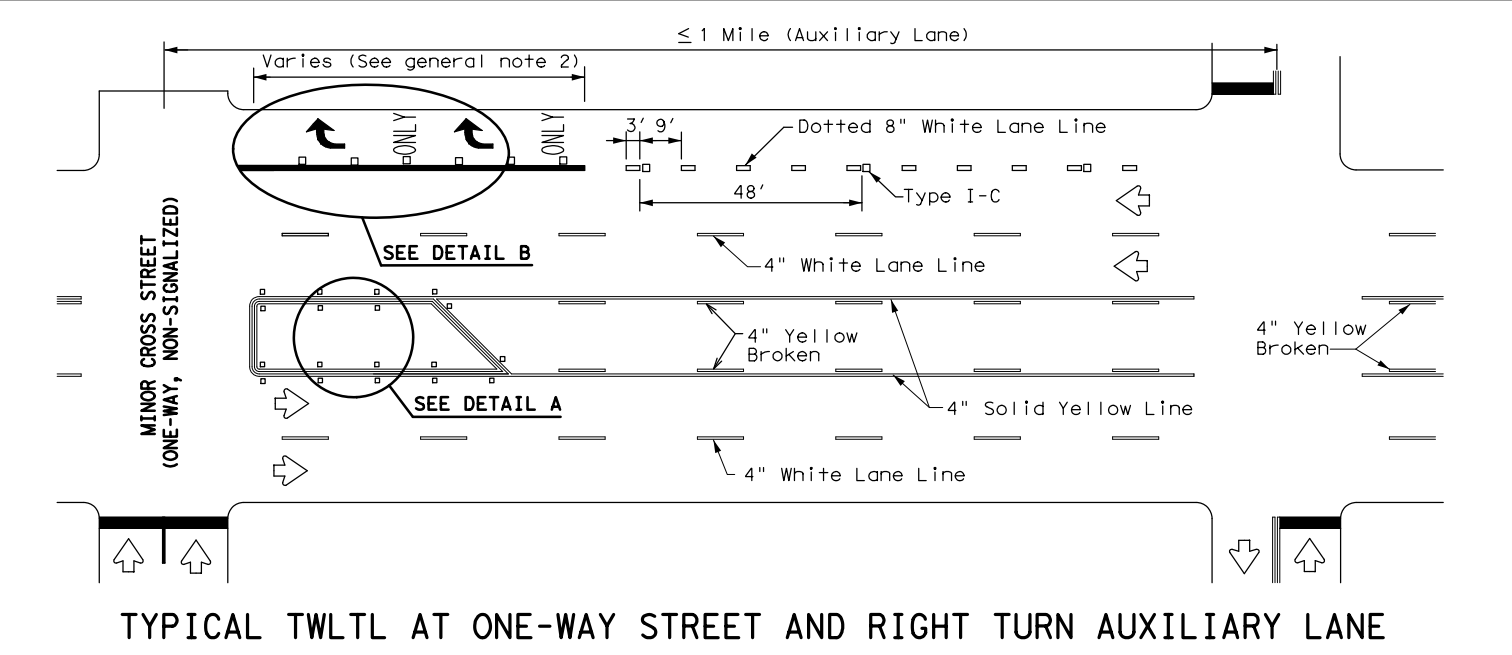 ≤ 1 Mile (Auxiliary Lane)
Varies (See general note 2)
ONLY
ONLY
3' 9'
Dotted 8" White Lane Line
48'
Type I-C
SEE DETAIL B
4" White Lane Line
MINOR CROSS STREET
(ONE-WAY, NON-SIGNALIZED)
4" Yellow
Broken
4" Yellow
Broken
SEE DETAIL A
4" Solid Yellow Line
4" White Lane Line
TYPICAL TWLTL AT ONE-WAY STREET AND RIGHT TURN AUXILIARY LANE